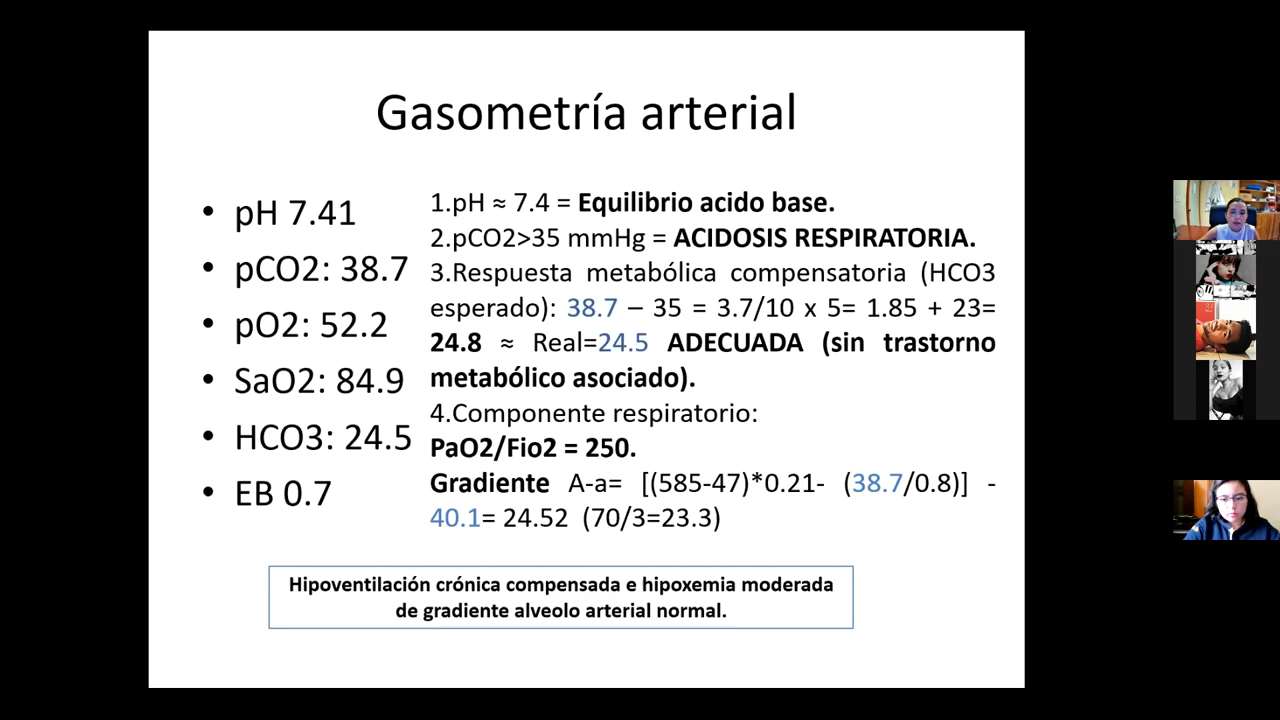 Gasometría arterial
• pH 7.41
• pCO2: 38.7
• pO2: 52.2
• SaO2: 84.9
• HCO3: 24.5
• EB 0.7
1.pH ≈ 7.4 = Equilibrio acido base.
2.pCO2>35 mmHg = ACIDOSIS RESPIRATORIA.
3.Respuesta metabólica compensatoria (HCO3
esperado): 38.7 – 35 = 3.7/10 x 5= 1.85 + 23=
24.8 ≈ Real=24.5 ADECUADA (sin trastorno
metabólico asociado).
4.Componente respiratorio:
PaO2/Fio2 = 250.
Gradiente A-a= [(585-47)*0.21- (38.7/0.8)] -
40.1= 24.52 (70/3=23.3)
Hipoventilación crónica compensada e hipoxemia moderada
de gradiente alveolo arterial normal.